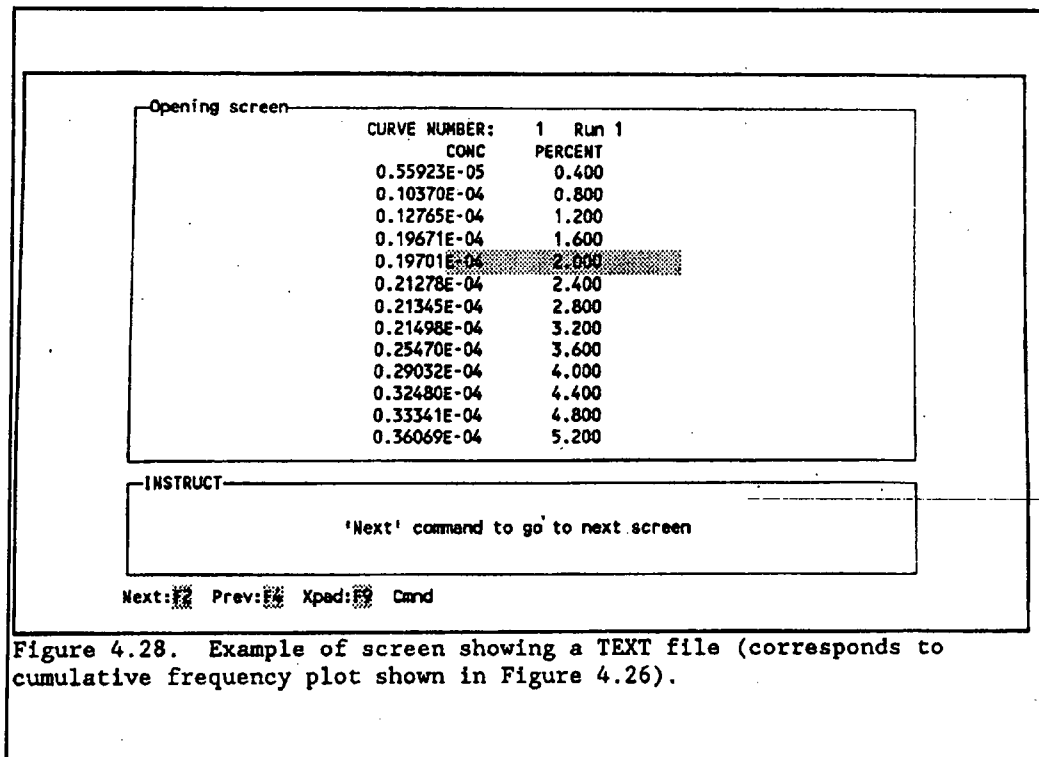 Opening screen
CURVE NUMBER: 1 Run 1
CONC PERCENT
0.55923E-05 0.400
0.10370E-04 0.800
0.12765E-04 1.200
0.19671E-04 1.600
0.19701E-04 2.000
0.21278E-04 2.400
0.21345E-04 2.800
0.21498E-04 3.200
0.25470E-04 3.600
0.29032E-04 4.000
0.32480E-04 4.400
0.33341E-04 4.800
0.36069E-04 5.200
INSTRUCT
'Next' command to go to next screen
Next:F2 Prev:F4 Xpad:F9 Cmnd
Figure 4.28. Example of screen showing a TEXT file (corresponds to
cumulative frequency plot shown in Figure 4.26).